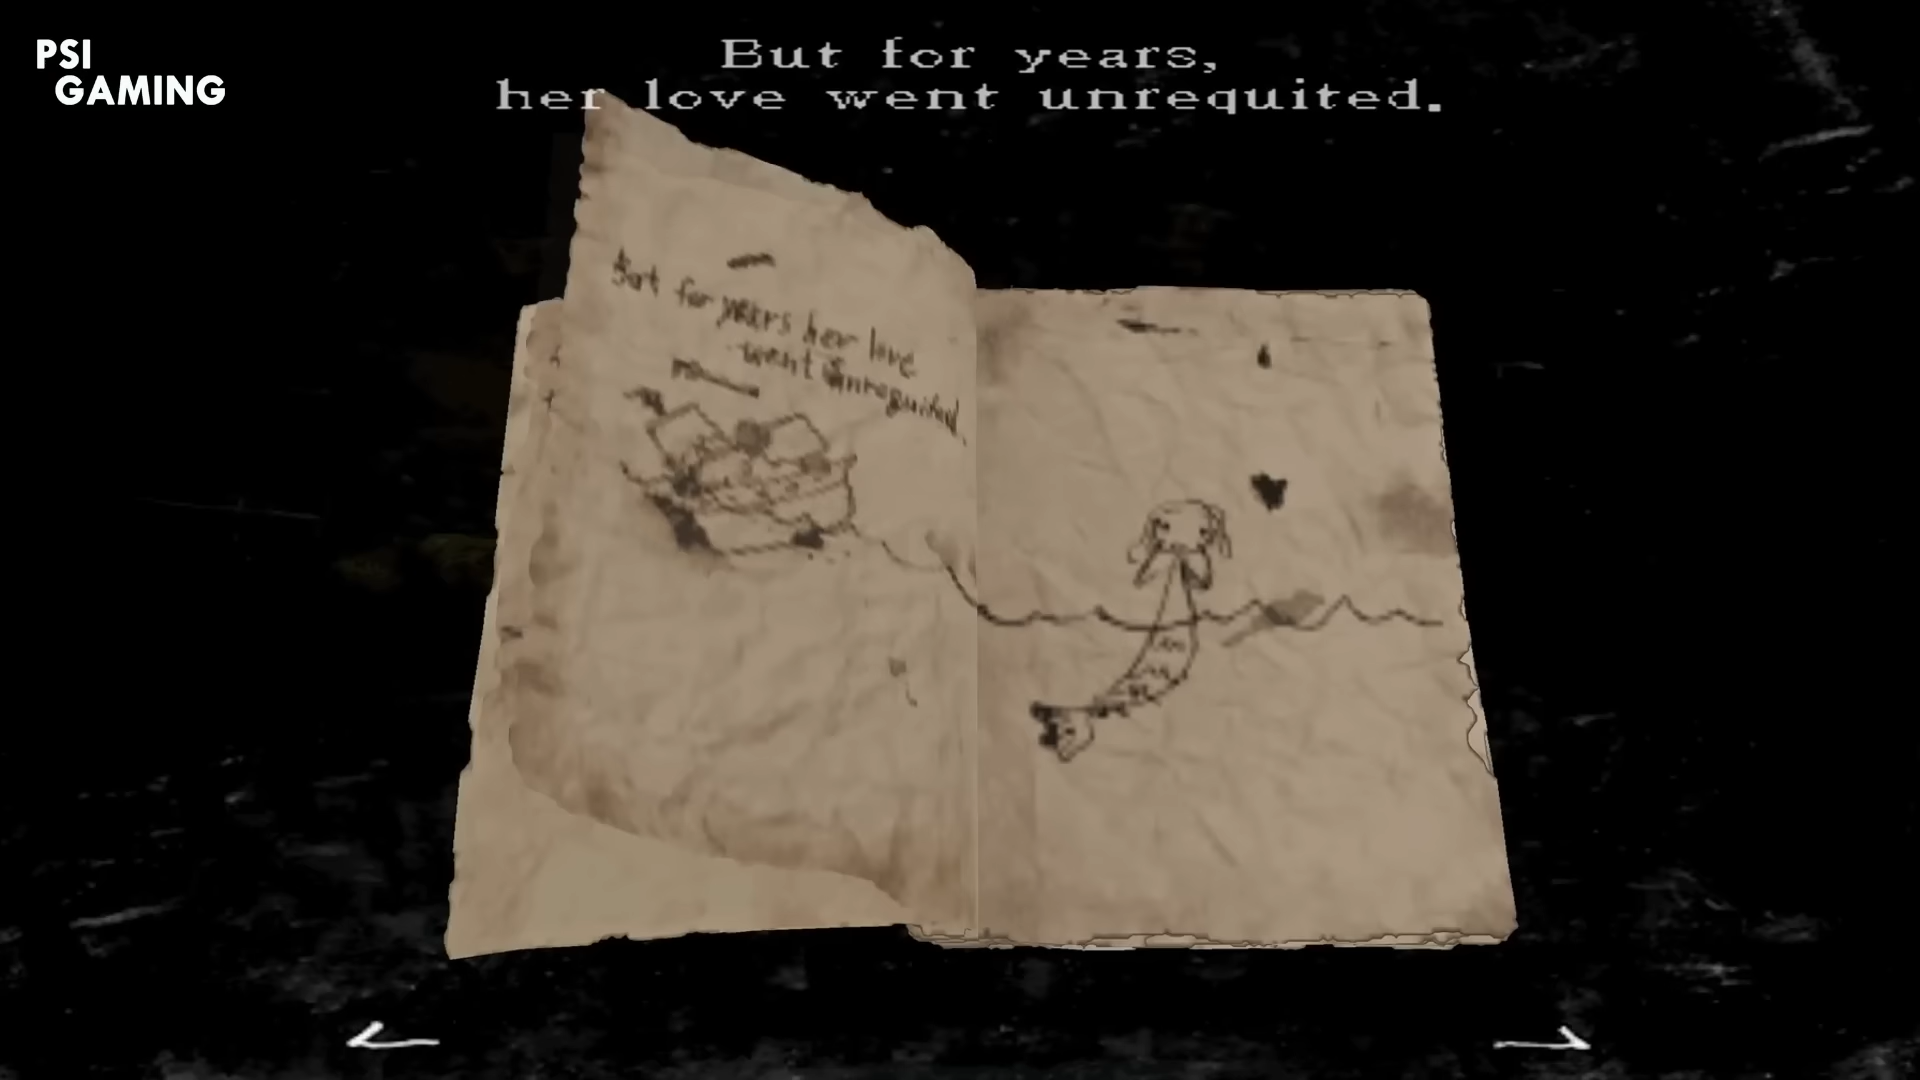 PSI
GAMING
But for years,
her love went unrequited.
But for years her love
went unrequited.